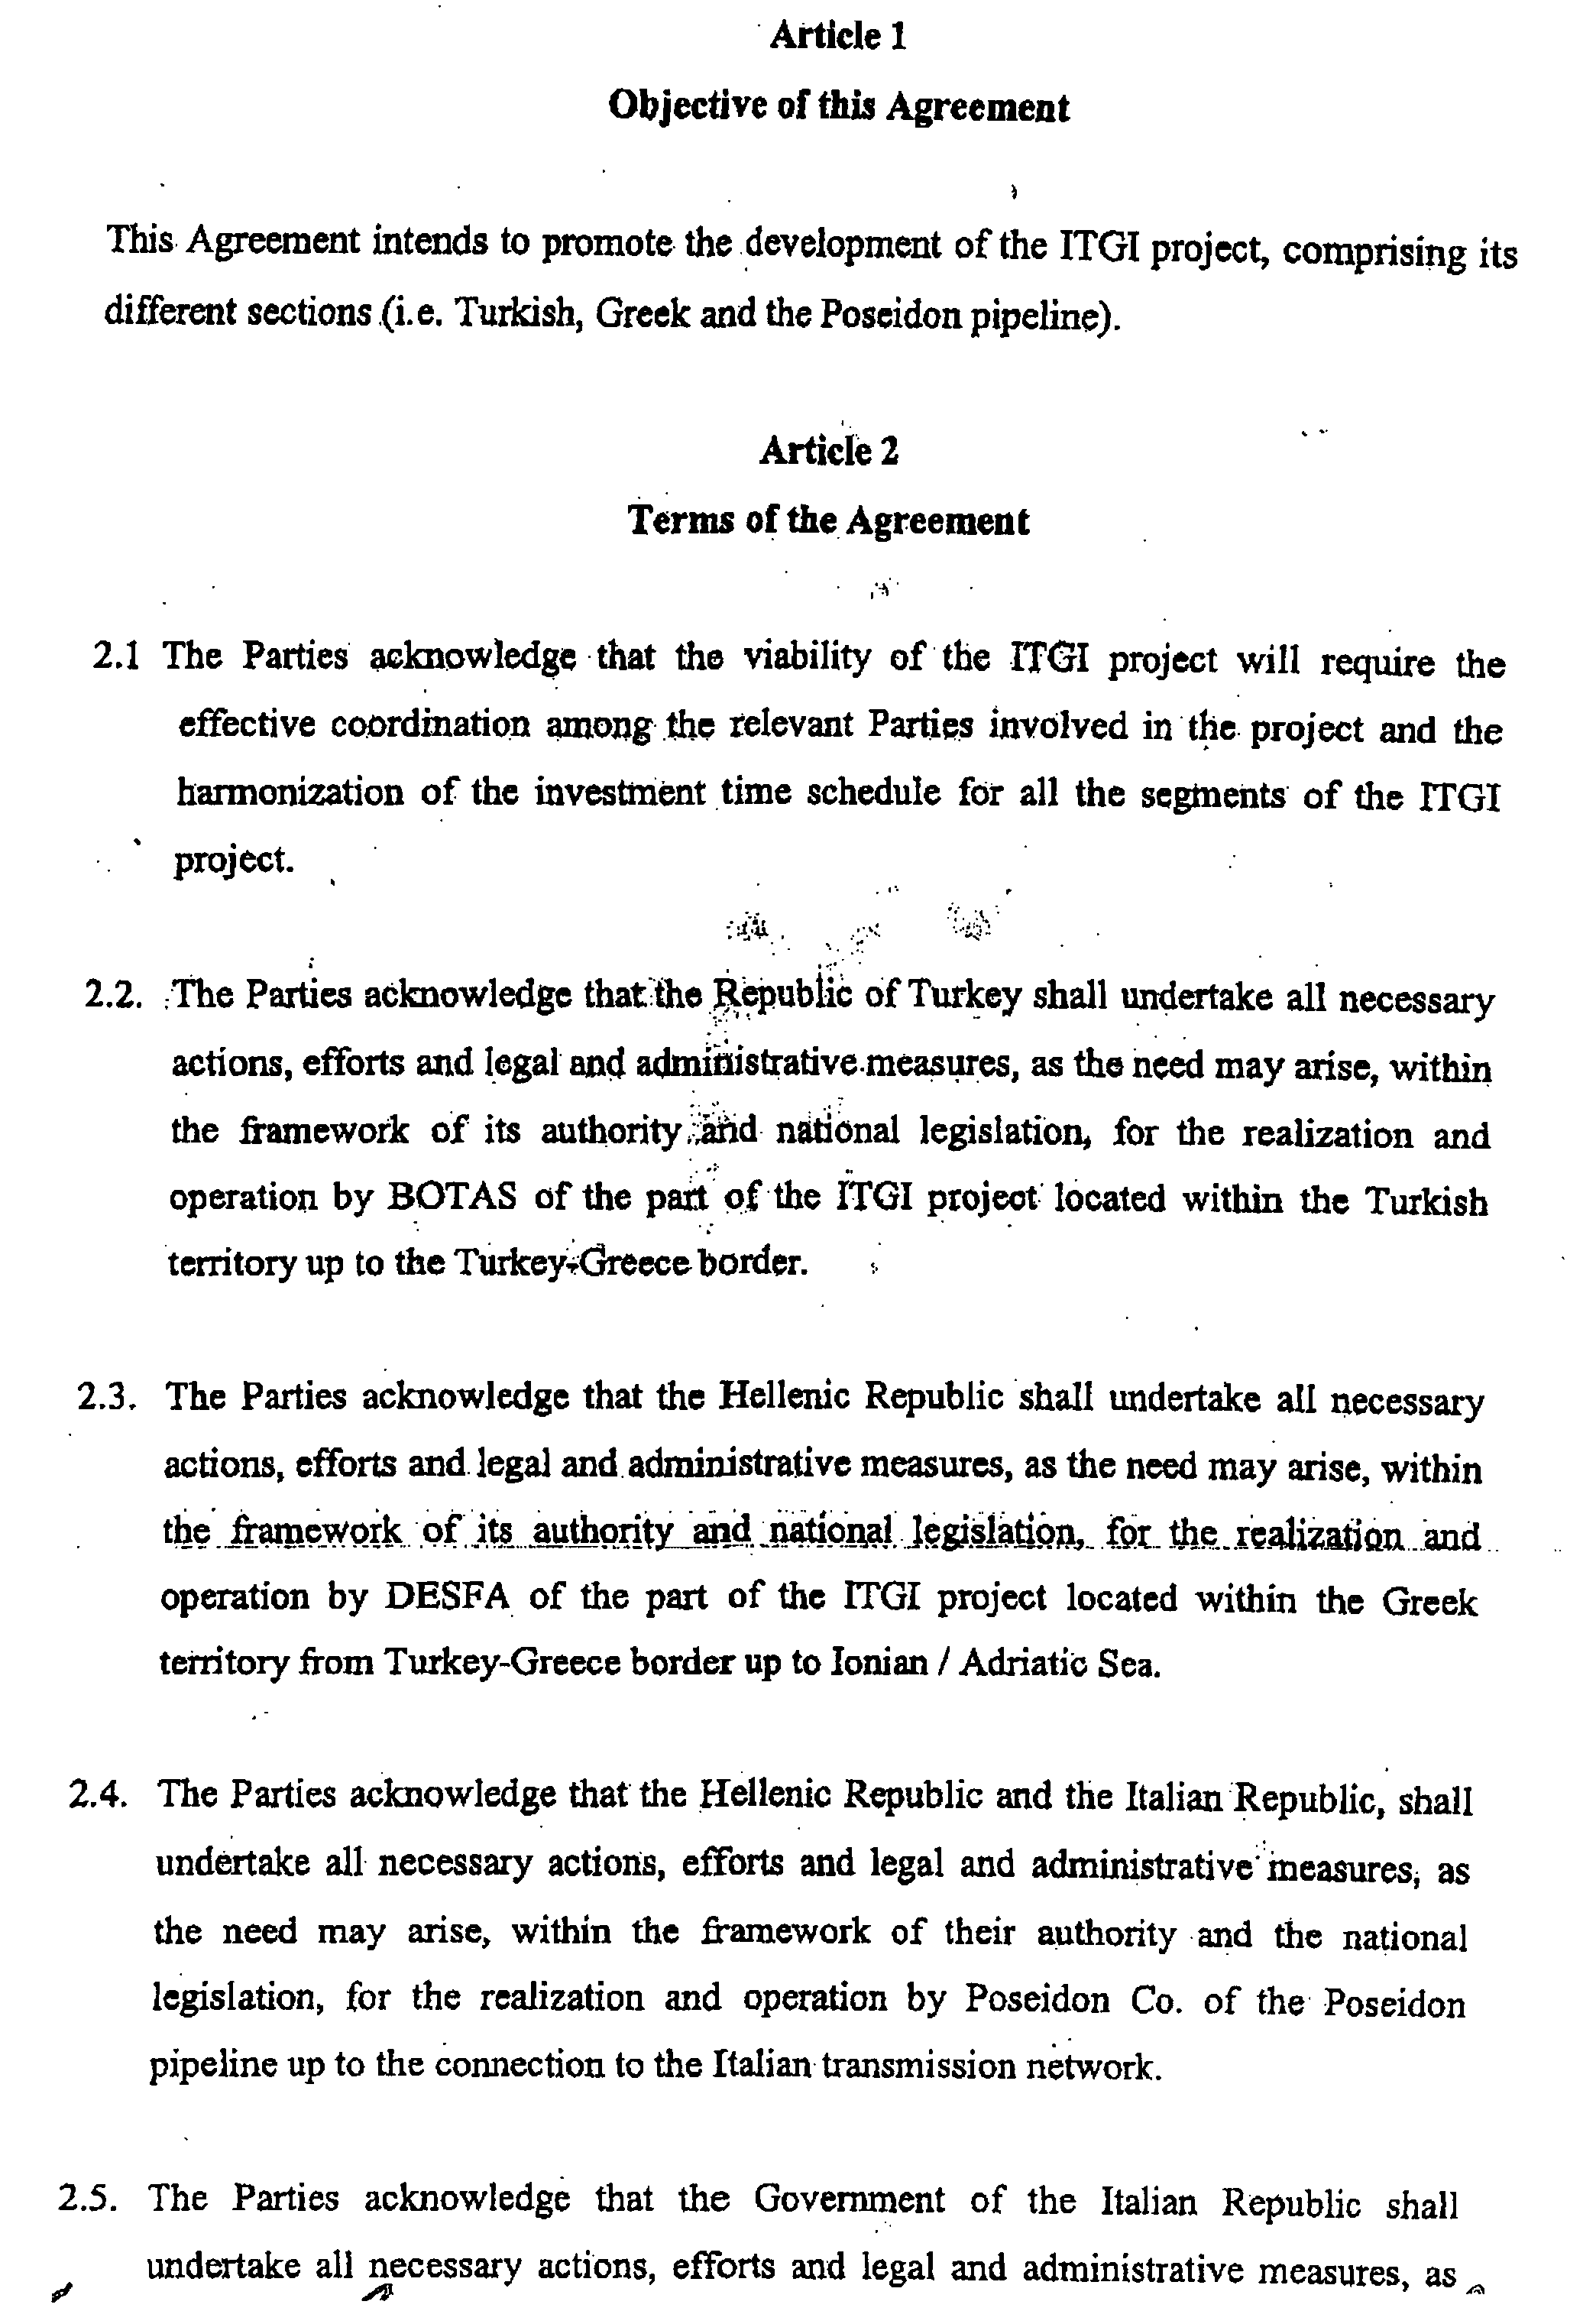 Article 1
Objective of this Agreement
This Agreement intends to promote the development of the ITGI project, comprising its
different sections (i.e. Turkish, Greek and the Poseidon pipeline).
Article 2
Terms of the Agreement
2.1 The Parties acknowledge that the viability of the ITGI project will require the
effective coordination among the relevant Parties involved in the project and the
harmonization of the investment time schedule for all the segments of the ITGI
project.
2.2. The Parties acknowledge that the Republic of Turkey shall undertake all necessary
actions, efforts and legal and administrative measures, as the need may arise, within
the framework of its authority and national legislation, for the realization and
operation by BOTAS of the part of the ITGI project located within the Turkish
territory up to the Turkey-Greece border.
2.3. The Parties acknowledge that the Hellenic Republic shall undertake all necessary
actions, efforts and legal and administrative measures, as the need may arise, within
the framework of its authority and national legislation, for the realization and
operation by DESFA of the part of the ITGI project located within the Greek
territory from Turkey-Greece border up to Ionian / Adriatic Sea.
2.4. The Parties acknowledge that the Hellenic Republic and the Italian Republic, shall
undertake all necessary actions, efforts and legal and administrative measures, as
the need may arise, within the framework of their authority and the national
legislation, for the realization and operation by Poseidon Co. of the Poseidon
pipeline up to the connection to the Italian transmission network.
2.5. The Parties acknowledge that the Government of the Italian Republic shall
undertake all necessary actions, efforts and legal and administrative measures, as